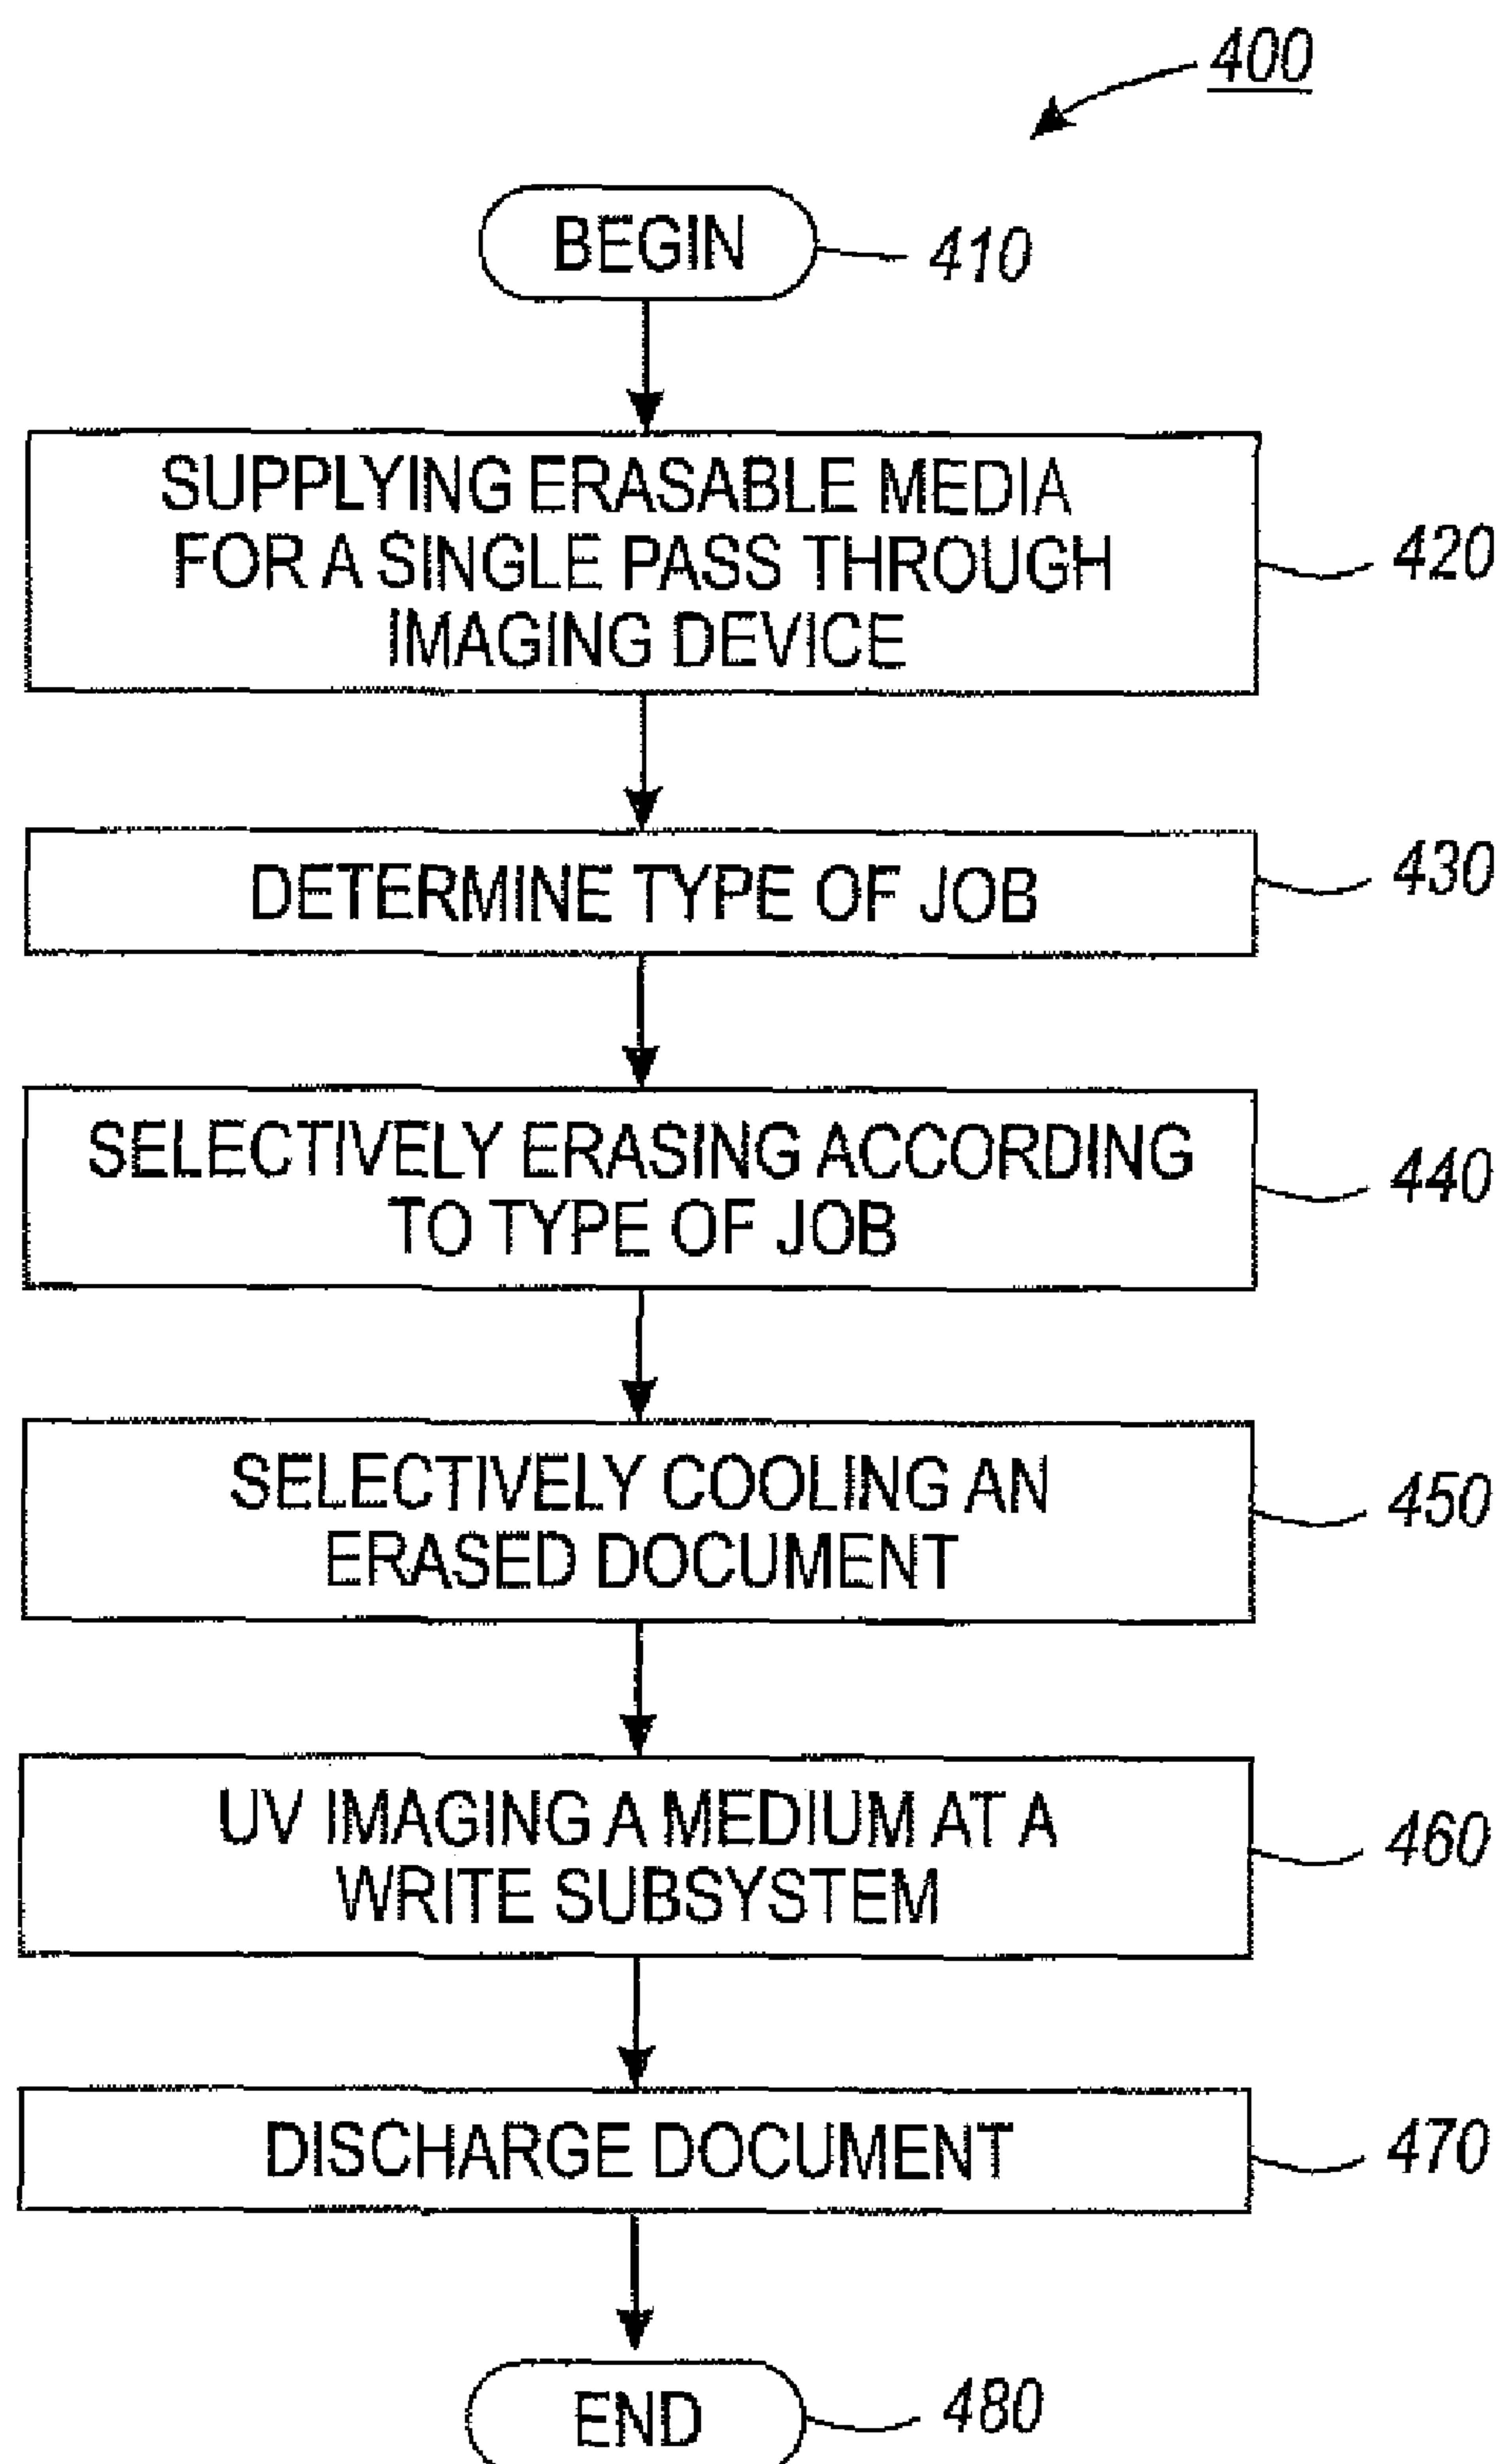 400
BEGIN
410
SUPPLYING ERASABLE MEDIA
FOR A SINGLE PASS THROUGH
IMAGING DEVICE
420
DETERMINE TYPE OF JOB
430
SELECTIVELY ERASING ACCORDING
TO TYPE OF JOB
440
SELECTIVELY COOLING AN
ERASED DOCUMENT
450
UV IMAGING A MEDIUM AT A
WRITE SUBSYSTEM
460
DISCHARGE DOCUMENT
470
END
480